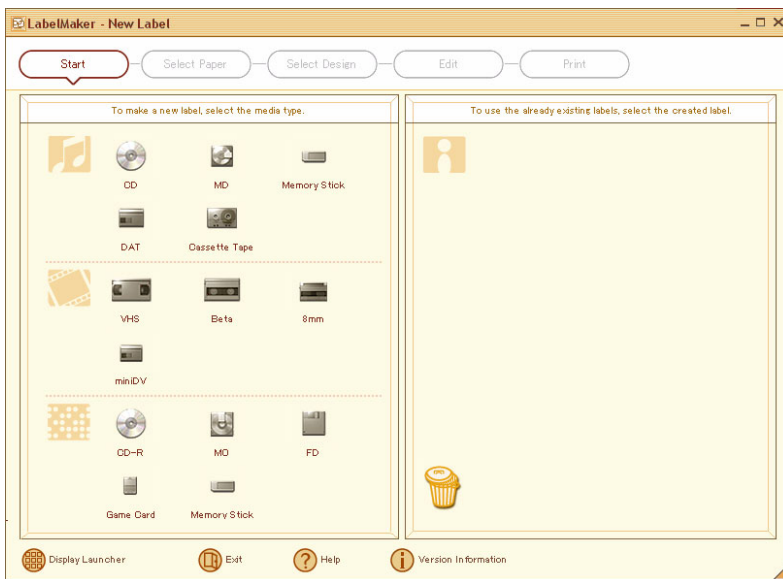 LabelMaker - New Label
Start
Select Paper
Select Design
Edit
Print
To make a new label, select the media type.
To use the already existing labels, select the created label.
CD
MD
Memory Stick
DAT
Cassette Tape
VHS
Beta
8mm
miniDV
CD-R
MO
FD
Game Card
Memory Stick
Display Launcher
Exit
Help
Version Information